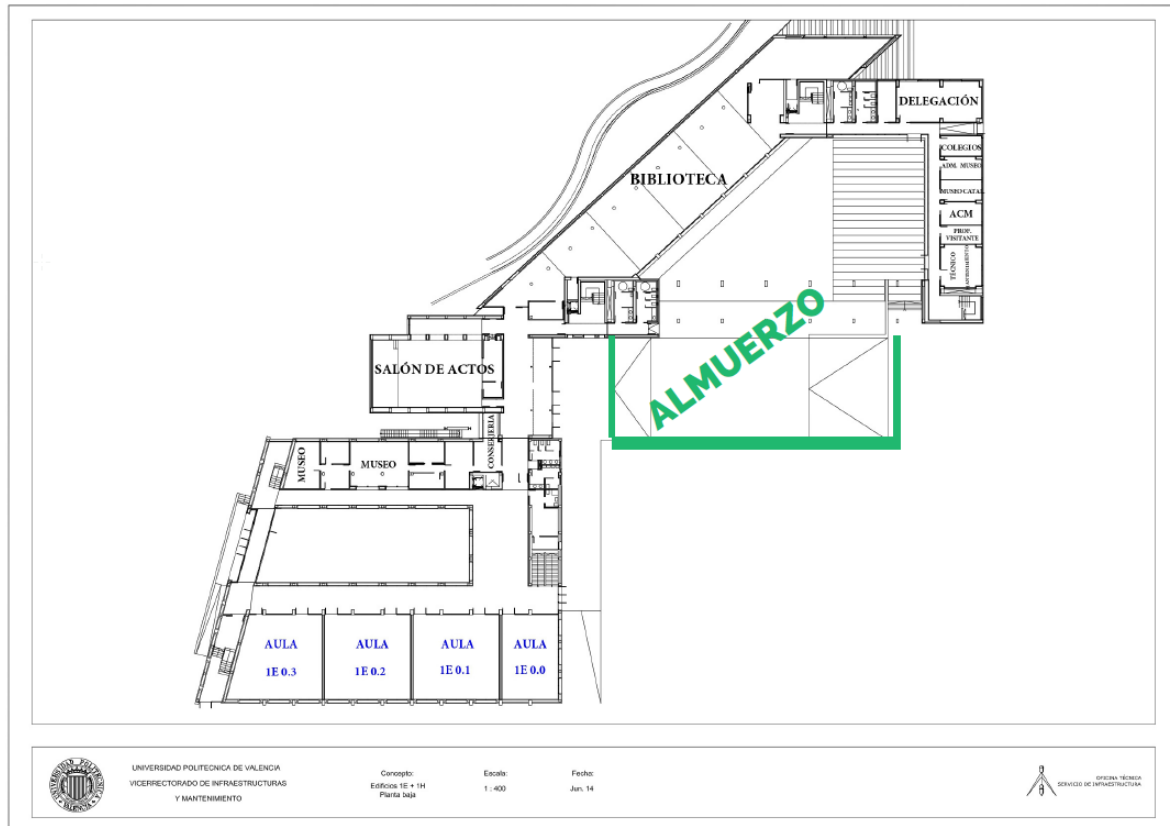 DELEGACIÓN
COLEGIOS
ADM. MUSEO
BIBLIOTECA
MUSEO CATAL
ACM
PROF.
VISITANTE
TÉCNICO
ALMUERZO
SALÓN DE ACTOS
CONSERJERIA
MUSEO
MUSEO
AULA
1E 0.3
AULA
1E 0.2
AULA
1E 0.1
AULA
1E 0.0
UNIVERSIDAD POLITECNICA DE VALENCIA
VICERRECTORADO DE INFRAESTRUCTURAS
Y MANTENIMIENTO
Concepto:
Edificios 1E + 1H
Planta baja
Escala:
1 : 400
Fecha:
Jun. 14
OFICINA TÉCNICA
SERVICIO DE INFRAESTRUCTURA